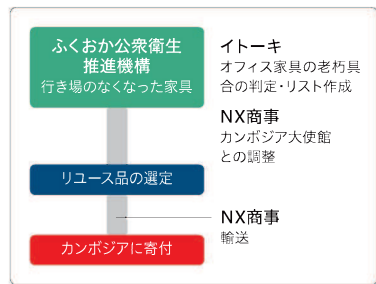 ふくおか公衆衛生
推進機構
行き場のなくなった家具
イトーキ
オフィス家具の老朽具
合の判定・リスト作成
NX商事
カンボジア大使館
との調整
リユース品の選定
NX商事
輸送
カンボジアに寄付